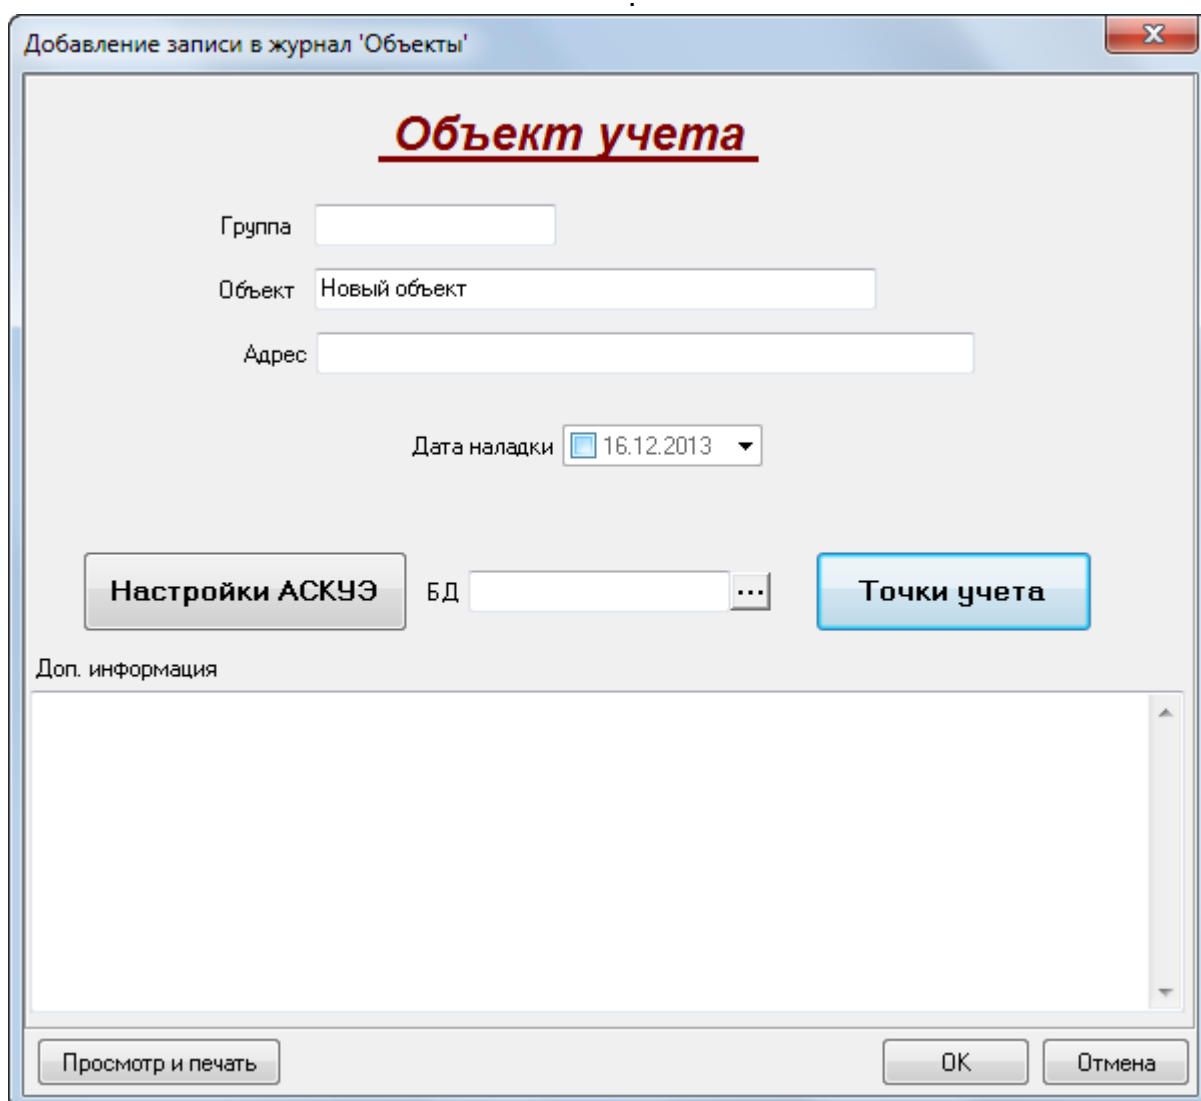 Добавление записи в журнал 'Объекты'
Объект учета
Группа
Объект Новый объект
Адрес
Дата наладки 16.12.2013
Настройки АСКУЭ БД ... Точки учета
Доп. информация
Просмотр и печать OK Отмена